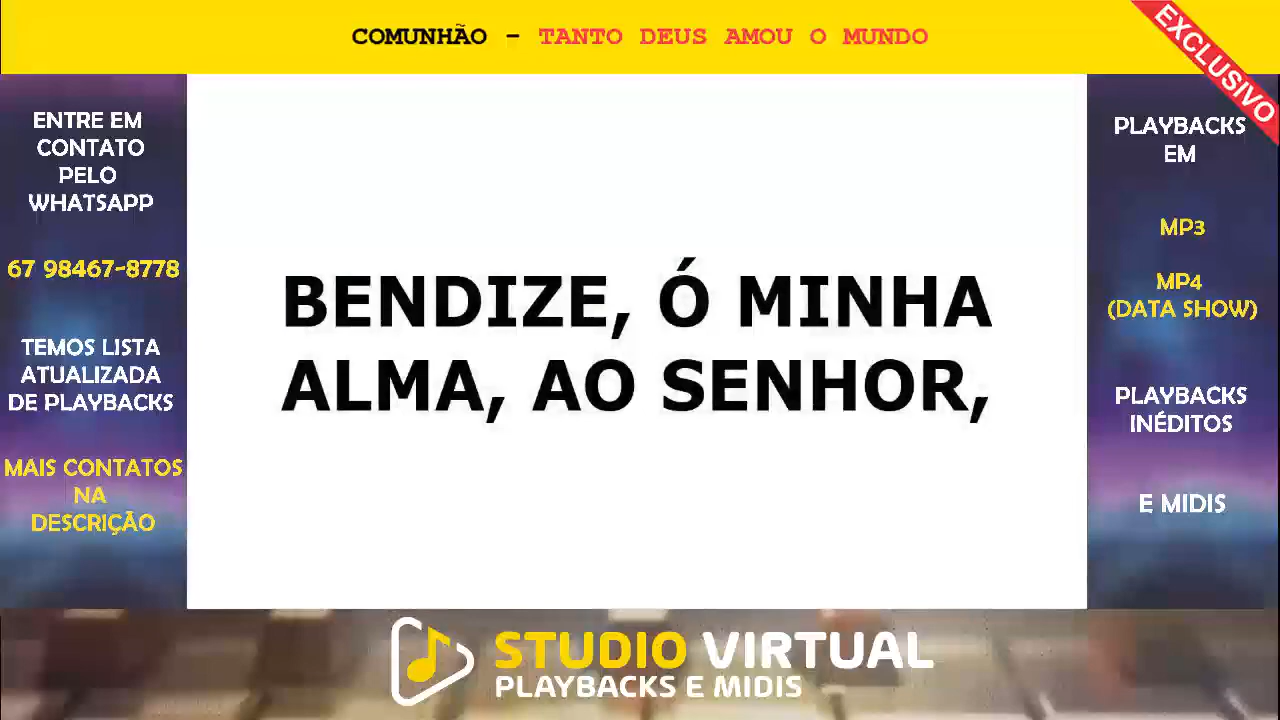 COMUNHÃO - TANTO DEUS AMOU O MUNDO
EXCLUSIVO
ENTRE EM
CONTATO
PELO
WHATSAPP
67 98467-8778
TEMOS LISTA
ATUALIZADA
DE PLAYBACKS
MAIS CONTATOS
NA
DESCRIÇÃO
BENDIZE, Ó MINHA
ALMA, AO SENHOR,
PLAYBACKS
EM
MP3
MP4
(DATA SHOW)
PLAYBACKS
INÉDITOS
E MIDIS
STUDIO VIRTUAL
PLAYBACKS E MIDIS